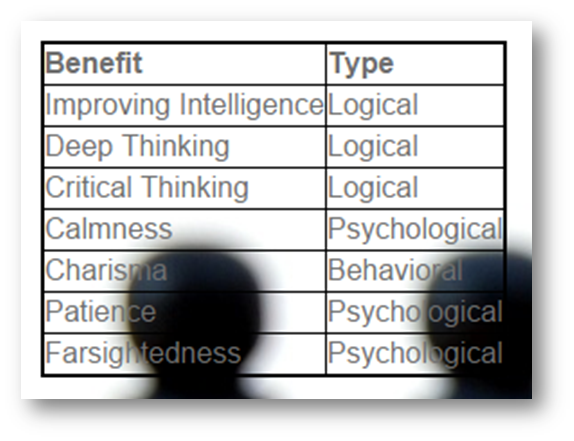 Benefit Type
Improving Intelligence Logical
Deep Thinking Logical
Critical Thinking Logical
Calmness Psychological
Charisma Behavioral
Patience Psychological
Farsightedness Psychological